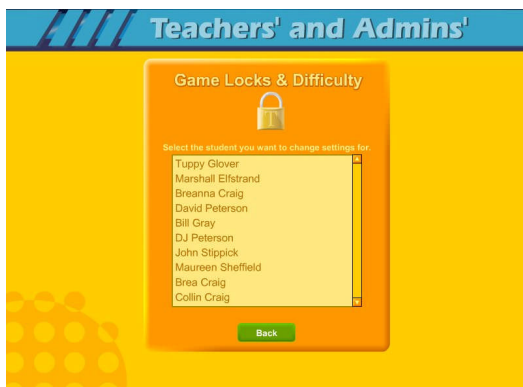 Teachers' and Admins'
Game Locks & Difficulty
T
Select the student you want to change settings for.
Tuppy Glover
Marshall Elfstrand
Breanna Craig
David Peterson
Bill Gray
DJ Peterson
John Stippick
Maureen Sheffield
Brea Craig
Collin Craig
Back